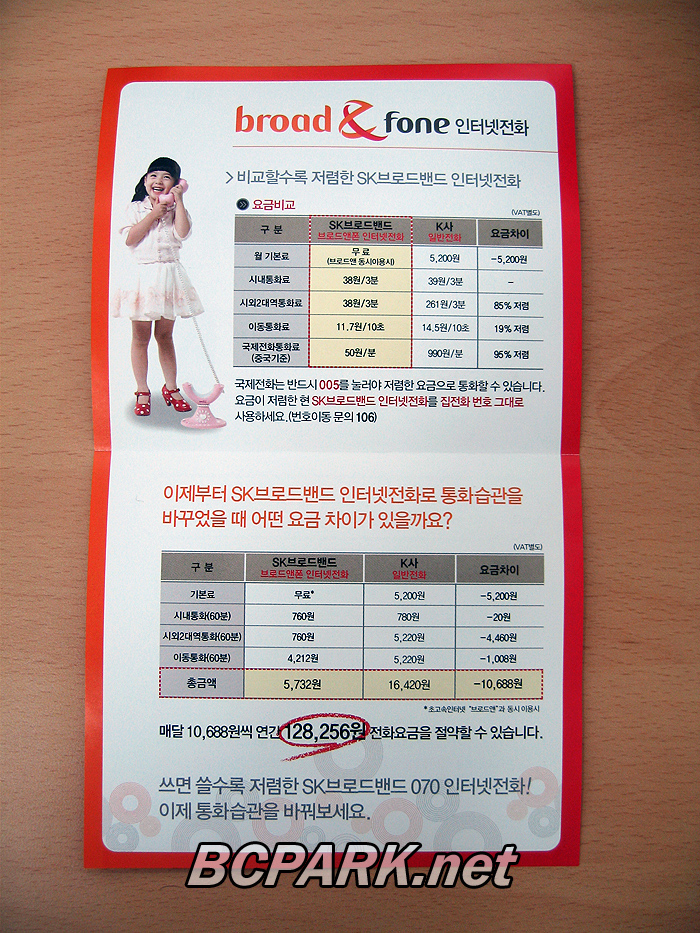 broad & fone 인터넷전화
> 비교할수록 저렴한 SK브로드밴드 인터넷전화
요금비교
(VAT별도)
구 분 SK브로드밴드 브로드앤폰 인터넷전화 K사 일반전화 요금차이
월 기본료 무료 (브로드앤 동시이용시) 5,200원 -5,200원
시내통화료 38원/3분 39원/3분 -
시외2대역통화료 38원/3분 261원/3분 85% 저렴
이동통화료 11.7원/10초 14.5원/10초 19% 저렴
국제전화통화료 (중국기준) 50원/분 990원/분 95% 저렴
국제전화는 반드시 005를 눌러야 저렴한 요금으로 통화할 수 있습니다.
요금이 저렴한 현 SK브로드밴드 인터넷전화를 집전화 번호 그대로
사용하세요.(번호이동 문의 106)
이제부터 SK브로드밴드 인터넷전화로 통화습관을
바꾸었을 때 어떤 요금 차이가 있을까요?
(VAT별도)
구 분 SK브로드밴드 브로드앤폰 인터넷전화 K사 일반전화 요금차이
기본료 무료* 5,200원 -5,200원
시내통화(60분) 760원 780원 -20원
시외2대역통화(60분) 760원 5,220원 -4,460원
이동통화(60분) 4,212원 5,220원 -1,008원
총금액 5,732원 16,420원 -10,688원
*초고속인터넷 "브로드앤"과 동시 이용시
매달 10,688원씩 연간 128,256원 전화요금을 절약할 수 있습니다.
쓰면 쓸수록 저렴한 SK브로드밴드 070 인터넷전화!
이제 통화습관을 바꿔보세요.
BCPARK.net